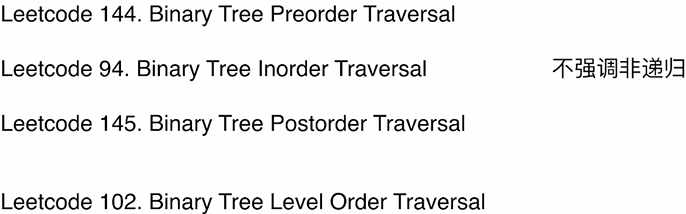 Leetcode 144. Binary Tree Preorder Traversal
Leetcode 94. Binary Tree Inorder Traversal 不强调非递归
Leetcode 145. Binary Tree Postorder Traversal
Leetcode 102. Binary Tree Level Order Traversal